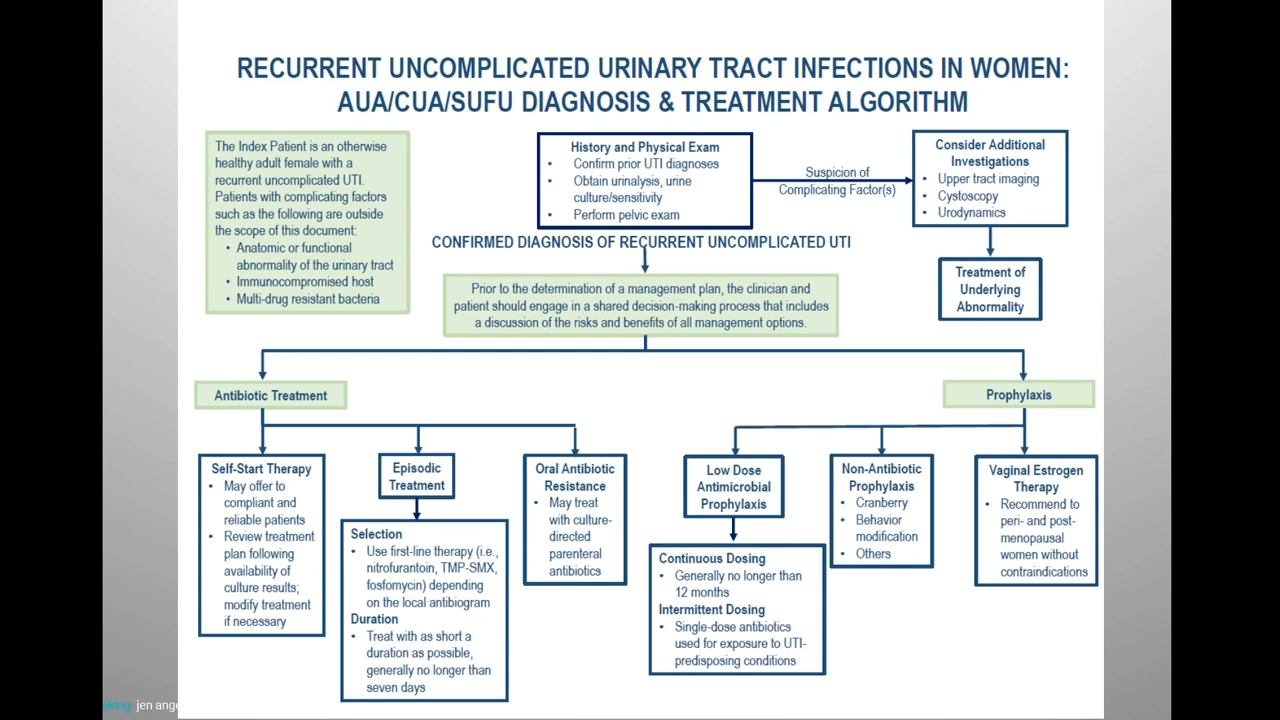 RECURRENT UNCOMPLICATED URINARY TRACT INFECTIONS IN WOMEN:
AUA/CUA/SUFU DIAGNOSIS & TREATMENT ALGORITHM
The Index Patient is an otherwise
healthy adult female with a
recurrent uncomplicated UTI.
Patients with complicating factors
such as the following are outside
the scope of this document:
• Anatomic or functional
abnormality of the urinary tract
• Immunocompromised host
• Multi-drug resistant bacteria
History and Physical Exam
• Confirm prior UTI diagnoses
• Obtain urinalysis, urine
culture/sensitivity
• Perform pelvic exam
Suspicion of
Complicating Factor(s)
Consider Additional
Investigations
• Upper tract imaging
• Cystoscopy
• Urodynamics
Treatment of
Underlying
Abnormality
CONFIRMED DIAGNOSIS OF RECURRENT UNCOMPLICATED UTI
Prior to the determination of a management plan, the clinician and
patient should engage in a shared decision-making process that includes
a discussion of the risks and benefits of all management options.
Antibiotic Treatment
Self-Start Therapy
• May offer to
compliant and
reliable patients
• Review treatment
plan following
availability of
culture results;
modify treatment
if necessary
Episodic
Treatment
Selection
• Use first-line therapy (i.e.,
nitrofurantoin, TMP-SMX,
fosfomycin) depending
on the local antibiogram
Duration
• Treat with as short a
duration as possible,
generally no longer than
seven days
Oral Antibiotic
Resistance
• May treat
with culture-
directed
parenteral
antibiotics
Prophylaxis
Low Dose
Antimicrobial
Prophylaxis
Continuous Dosing
• Generally no longer than
12 months
Intermittent Dosing
• Single-dose antibiotics
used for exposure to UTI-
predisposing conditions
Non-Antibiotic
Prophylaxis
• Cranberry
• Behavior
modification
• Others
Vaginal Estrogen
Therapy
• Recommend to
peri- and post-
menopausal
women without
contraindications
jen